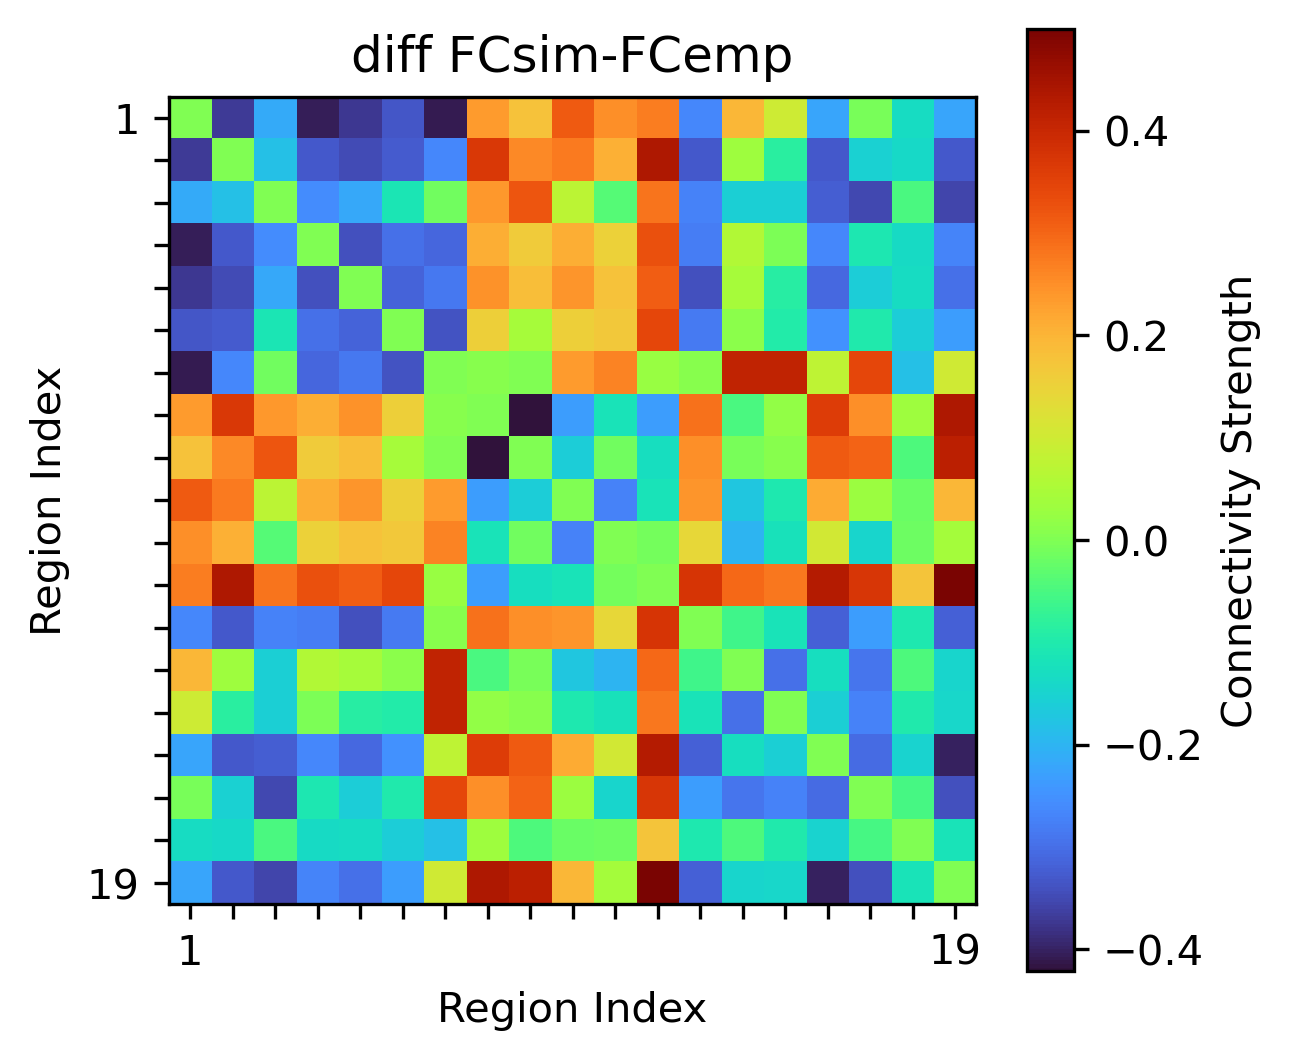 diff FCsim-FCemp
1
19
Region Index
1
19
Region Index
0.4
0.2
0.0
−0.2
−0.4
Connectivity Strength